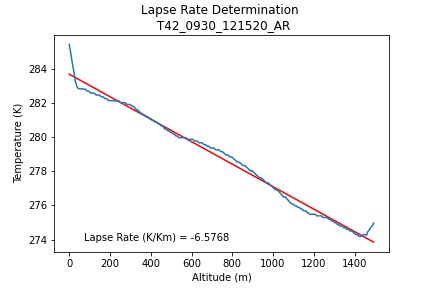 Lapse Rate Determination
T42_0930_121520_AR
Temperature (K)
284
282
280
278
276
274
Lapse Rate (K/Km) = -6.5768
0 200 400 600 800 1000 1200 1400
Altitude (m)